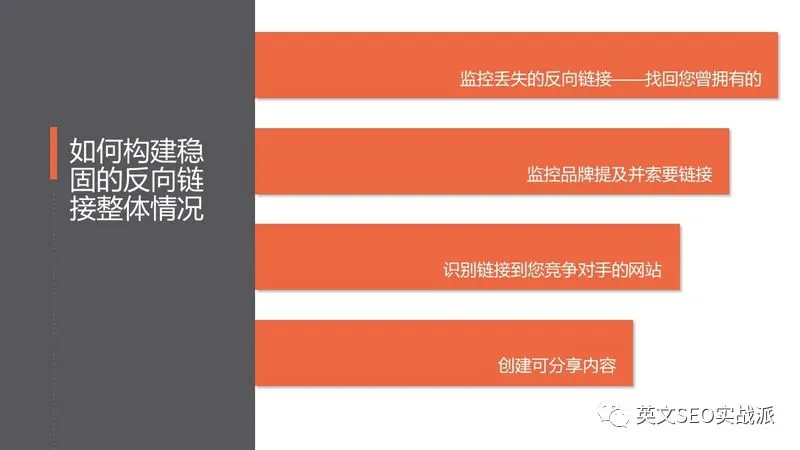 如何构建稳
固的反向链
接整体情况
监控丢失的反向链接——找回您曾拥有的
监控品牌提及并索要链接
识别链接到您竞争对手的网站
创建可分享内容
英文SEO实战派